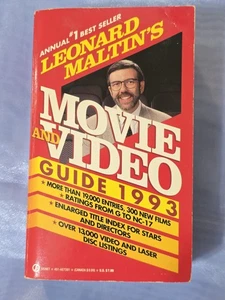 ANNUAL #1 BEST SELLER
LEONARD
MALTIN'S
MOVIE
AND VIDEO
GUIDE 1993
★ MORE THAN 19,000 ENTRIES, 300 NEW FILMS
★ RATINGS FROM G TO NC-17
★ ENLARGED TITLE INDEX FOR STARS
AND DIRECTORS
★ OVER 13,000 VIDEO AND LASER
DISC LISTINGS
SIGNET